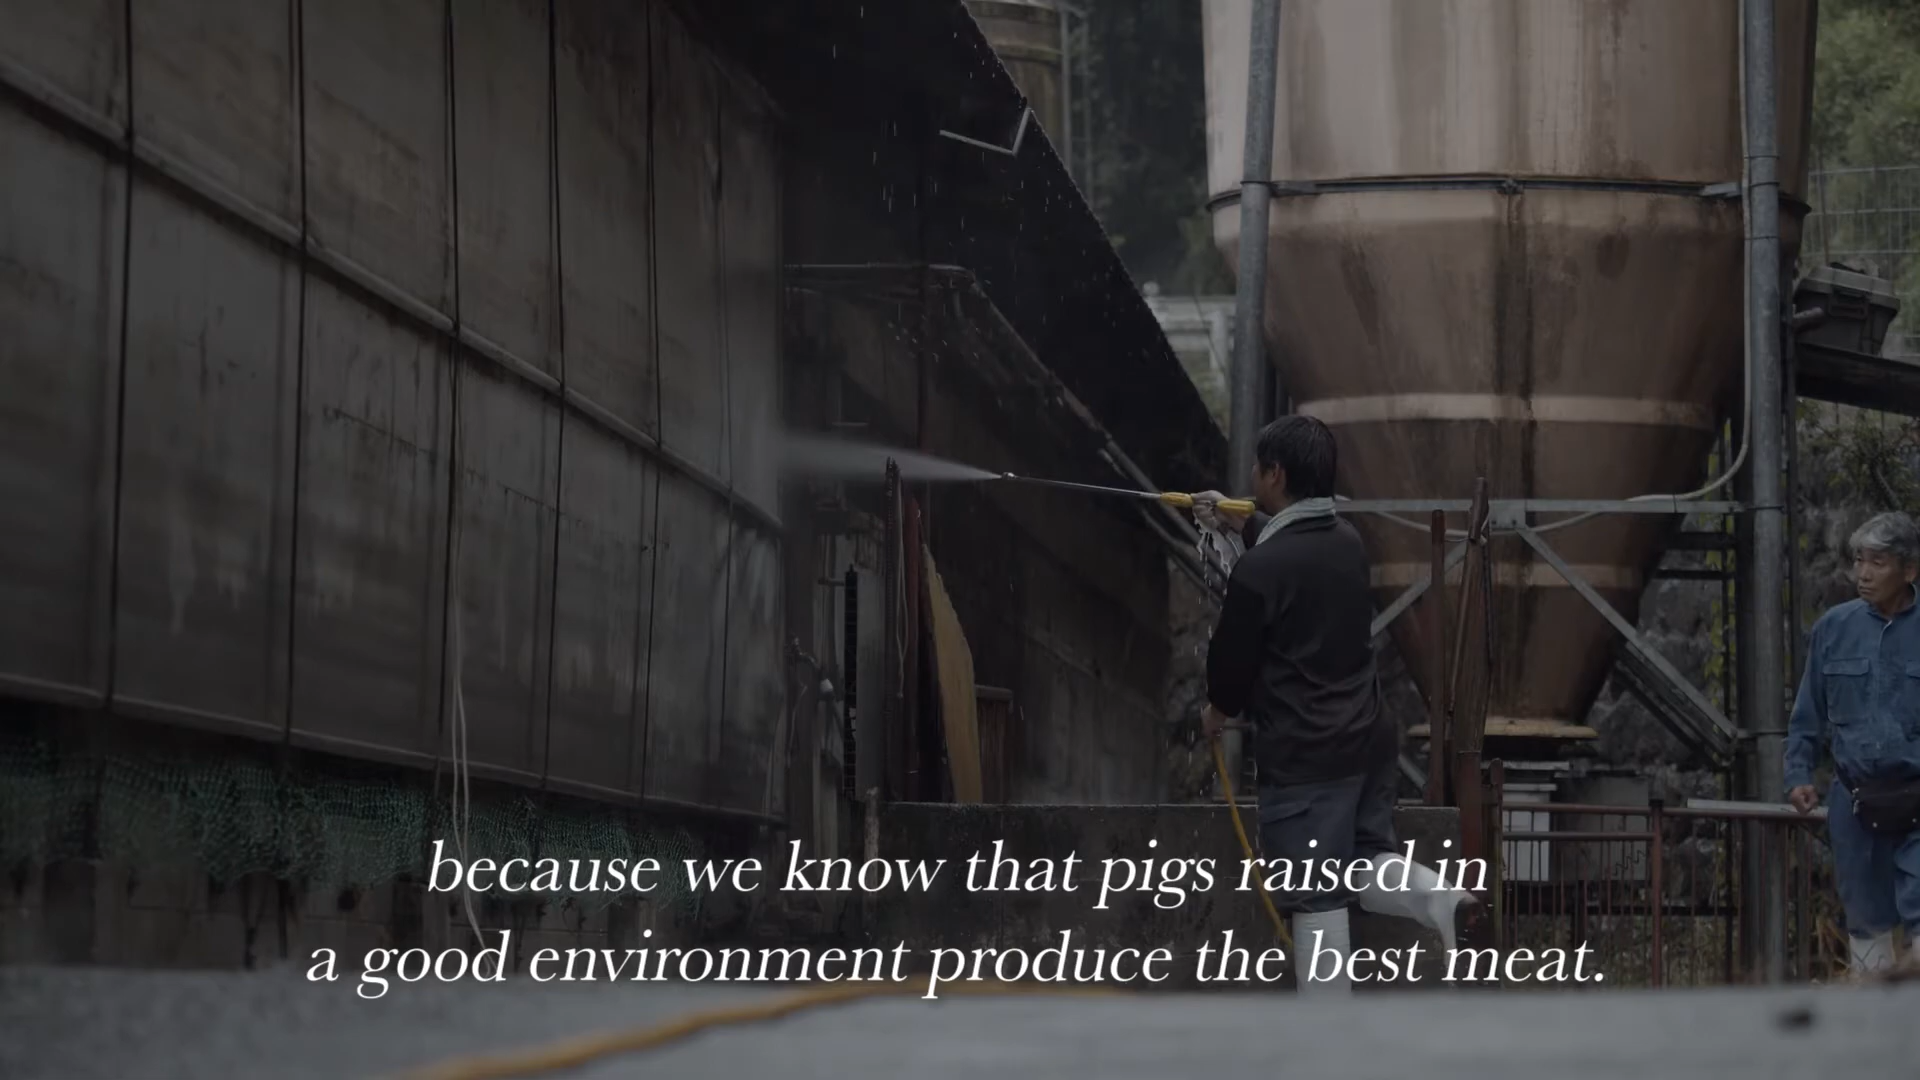 because we know that pigs raised in
a good environment produce the best meat.